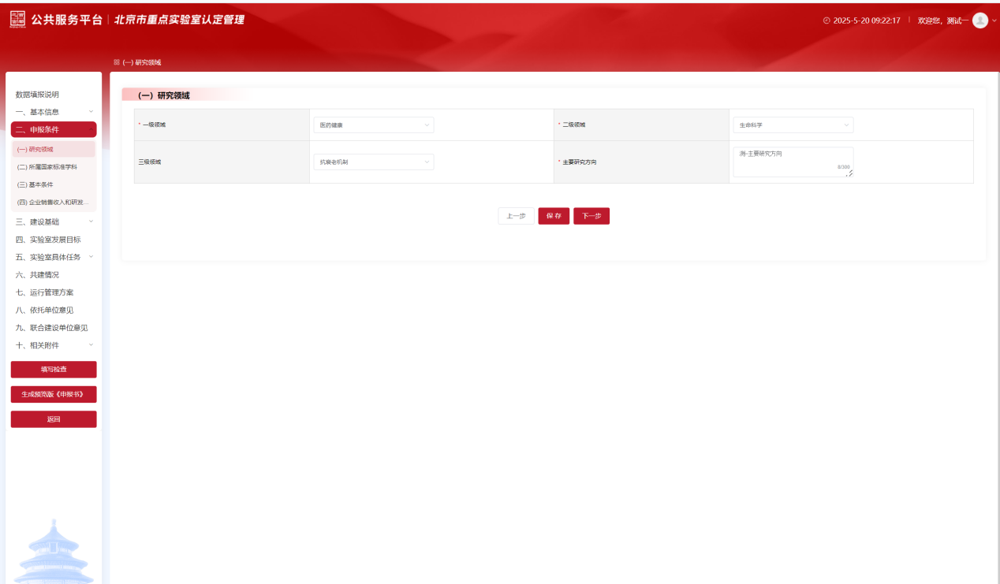 公共服务平台 北京市重点实验室认定管理
2025-5-20 09:22:17 欢迎您，测试一
(一) 研究领域
数据填报说明
一、基本信息
二、申报条件
(一) 研究领域
(二) 所属国家标准学科
(三) 基本条件
(四) 企业销售收入和研发...
三、建设基础
四、实验室发展目标
五、实验室具体任务
六、共建情况
七、运行管理方案
八、依托单位意见
九、联合建设单位意见
十、相关附件
填写检查
生成预览版《申报书》
返回
（一）研究领域
* 一级领域 医药健康 * 二级领域 生命科学
三级领域 抗衰老机制 * 主要研究方向 测-主要研究方向
8/300
上一步 保 存 下一步